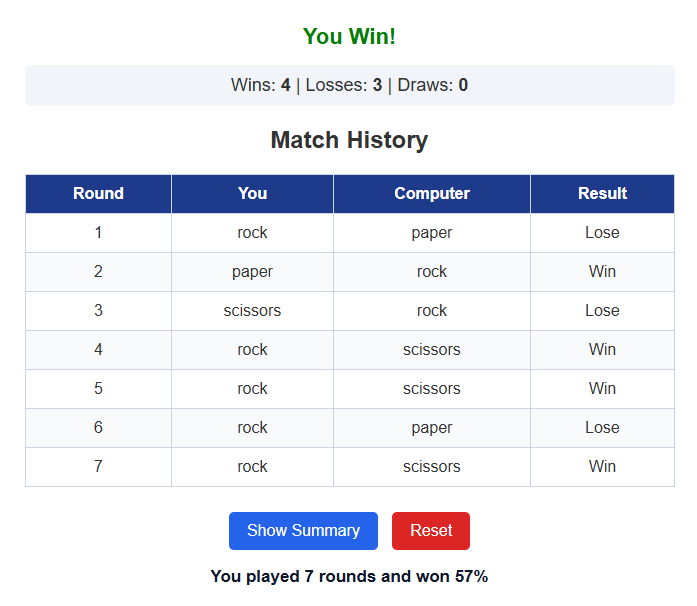 You Win!
Wins: 4 | Losses: 3 | Draws: 0
Match History
Round You Computer Result
1 rock paper Lose
2 paper rock Win
3 scissors rock Lose
4 rock scissors Win
5 rock scissors Win
6 rock paper Lose
7 rock scissors Win
Show Summary Reset
You played 7 rounds and won 57%